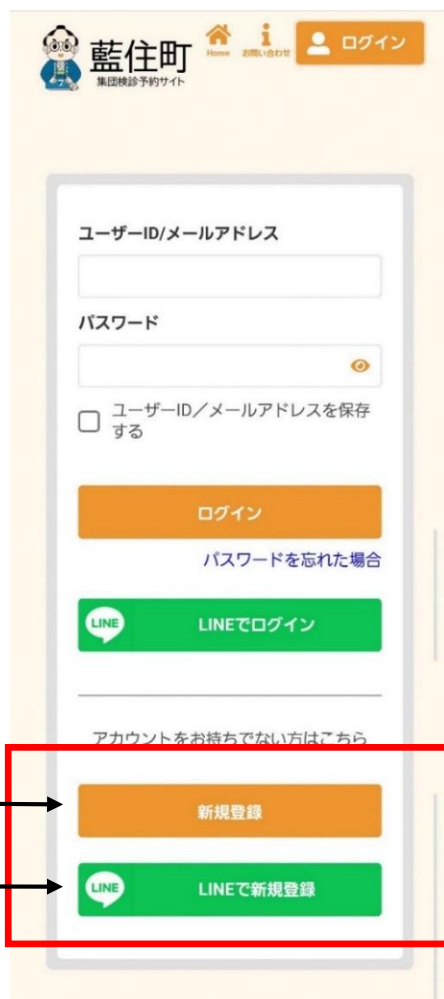 藍住町
集団検診予約サイト
Home
お問い合わせ
ログイン
ユーザーID/メールアドレス
パスワード
ユーザーID／メールアドレスを保存
する
ログイン
パスワードを忘れた場合
LINE
LINEでログイン
アカウントをお持ちでない方はこちら
新規登録
LINE
LINEで新規登録